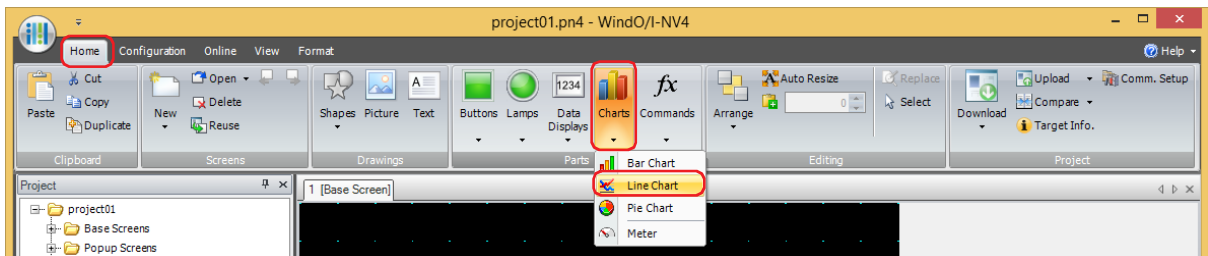 project01.pn4 - WindO/I-NV4
Home Configuration Online View Format Help
Cut Open Auto Resize Replace Upload Comm. Setup
Copy Delete 0 Select Compare
Paste Duplicate New Reuse Shapes Picture Text Buttons Lamps Data Displays Charts Commands Arrange Download Target Info.
1234
fx
A
Clipboard Screens Drawings Parts Editing Project
Bar Chart
Line Chart
Pie Chart
Meter
Project 1 [Base Screen]
project01
Base Screens
Popup Screens